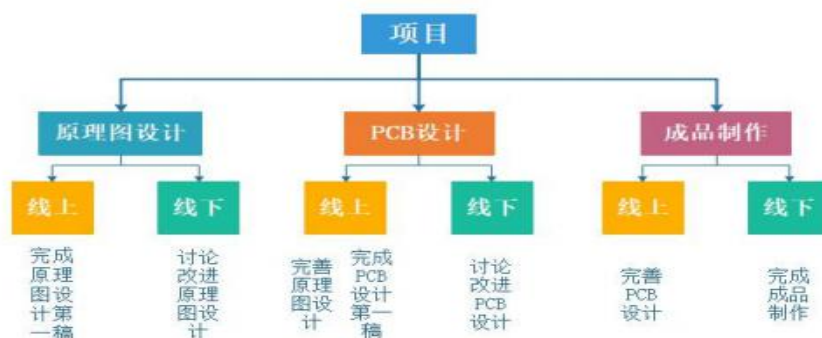 项目
原理图设计
PCB设计
成品制作
线上
线下
线上
线下
线上
线下
完成
原理
图设
计第
一稿
讨论
改进
原理
图设
计
完善
原理
图设
计
完成
PCB
设计
第一
稿
讨论
改进
PCB
设计
完善
PCB
设计
完成
成品
制作